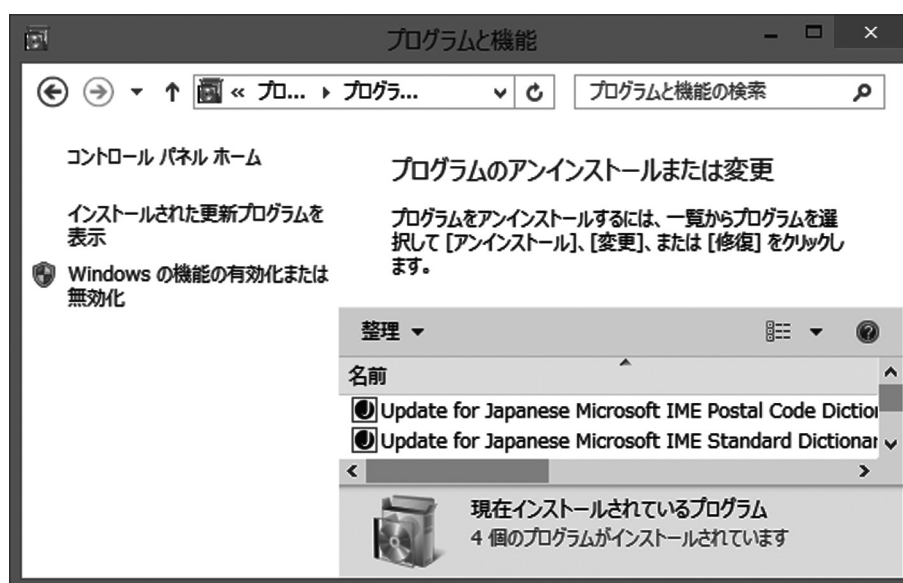 プログラムと機能
« プロ... プログラ...
プログラムと機能の検索
コントロール パネル ホーム
インストールされた更新プログラムを
表示
Windows の機能の有効化または
無効化
プログラムのアンインストールまたは変更
プログラムをアンインストールするには、一覧からプログラムを選
択して [アンインストール]、[変更]、または [修復] をクリックし
ます。
整理
名前
Update for Japanese Microsoft IME Postal Code Diction
Update for Japanese Microsoft IME Standard Dictionar
現在インストールされているプログラム
4 個のプログラムがインストールされています